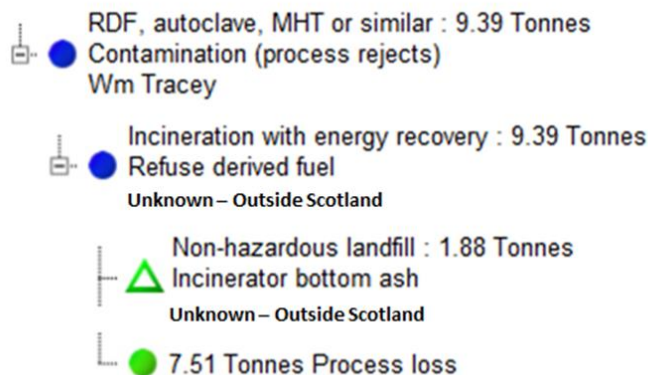 RDF, autoclave, MHT or similar : 9.39 Tonnes
Contamination (process rejects)
Wm Tracey
Incineration with energy recovery : 9.39 Tonnes
Refuse derived fuel
Unknown – Outside Scotland
Non-hazardous landfill : 1.88 Tonnes
Incinerator bottom ash
Unknown – Outside Scotland
7.51 Tonnes Process loss